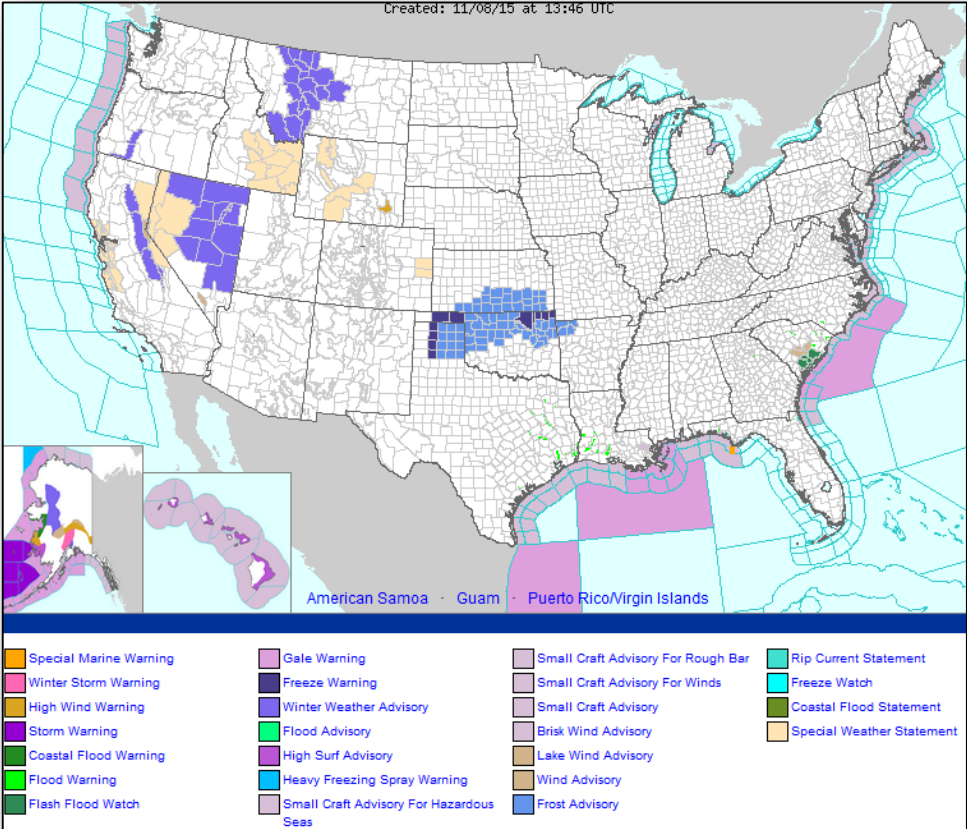 Created: 11/08/15 at 13:46 UTC
American Samoa · Guam · Puerto Rico/Virgin Islands
Special Marine Warning
Winter Storm Warning
High Wind Warning
Storm Warning
Coastal Flood Warning
Flood Warning
Flash Flood Watch
Gale Warning
Freeze Warning
Winter Weather Advisory
Flood Advisory
High Surf Advisory
Heavy Freezing Spray Warning
Small Craft Advisory For Hazardous
Seas
Small Craft Advisory For Rough Bar
Small Craft Advisory For Winds
Small Craft Advisory
Brisk Wind Advisory
Lake Wind Advisory
Wind Advisory
Frost Advisory
Rip Current Statement
Freeze Watch
Coastal Flood Statement
Special Weather Statement